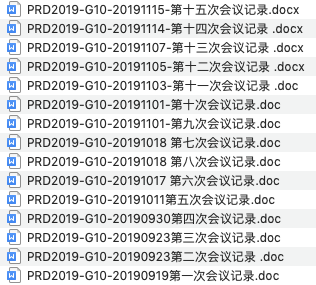 PRD2019-G10-20191115-第十五次会议记录.docx
PRD2019-G10-20191114-第十四次会议记录 .docx
PRD2019-G10-20191107-第十三次会议记录 .docx
PRD2019-G10-20191105-第十二次会议记录 .docx
PRD2019-G10-20191103-第十一次会议记录 .doc
PRD2019-G10-20191101-第十次会议记录.doc
PRD2019-G10-20191101-第九次会议记录.doc
PRD2019-G10-20191018 第七次会议记录.doc
PRD2019-G10-20191018 第八次会议记录.doc
PRD2019-G10-20191017 第六次会议记录.doc
PRD2019-G10-20191011第五次会议记录.doc
PRD2019-G10-20190930第四次会议记录.doc
PRD2019-G10-20190923第三次会议记录.doc
PRD2019-G10-20190923第二次会议记录 .doc
PRD2019-G10-20190919第一次会议记录.doc